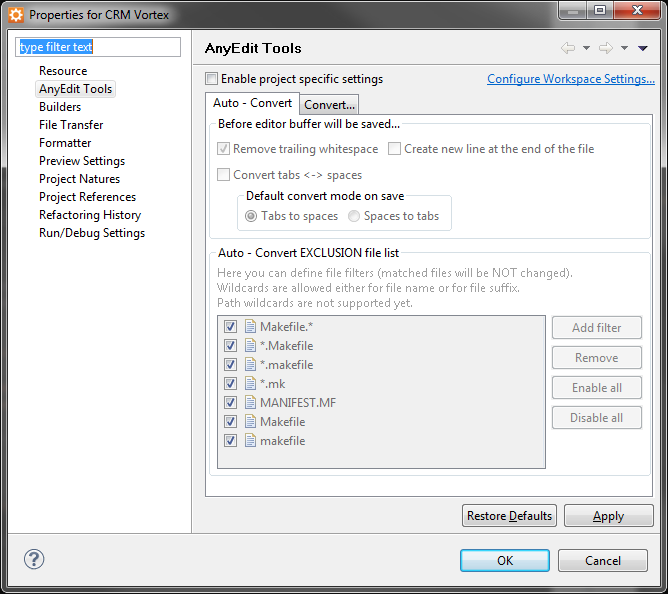 Properties for CRM Vortex
type filter text
Resource
AnyEdit Tools
Builders
File Transfer
Formatter
Preview Settings
Project Natures
Project References
Refactoring History
Run/Debug Settings
AnyEdit Tools
Enable project specific settings
Configure Workspace Settings...
Auto - Convert
Convert...
Before editor buffer will be saved...
Remove trailing whitespace
Create new line at the end of the file
Convert tabs <-> spaces
Default convert mode on save
Tabs to spaces
Spaces to tabs
Auto - Convert EXCLUSION file list
Here you can define file filters (matched files will be NOT changed).
Wildcards are allowed either for file name or for file suffix.
Path wildcards are not supported yet.
Makefile.*
*.Makefile
*.makefile
*.mk
MANIFEST.MF
Makefile
makefile
Add filter
Remove
Enable all
Disable all
Restore Defaults
Apply
?
OK
Cancel